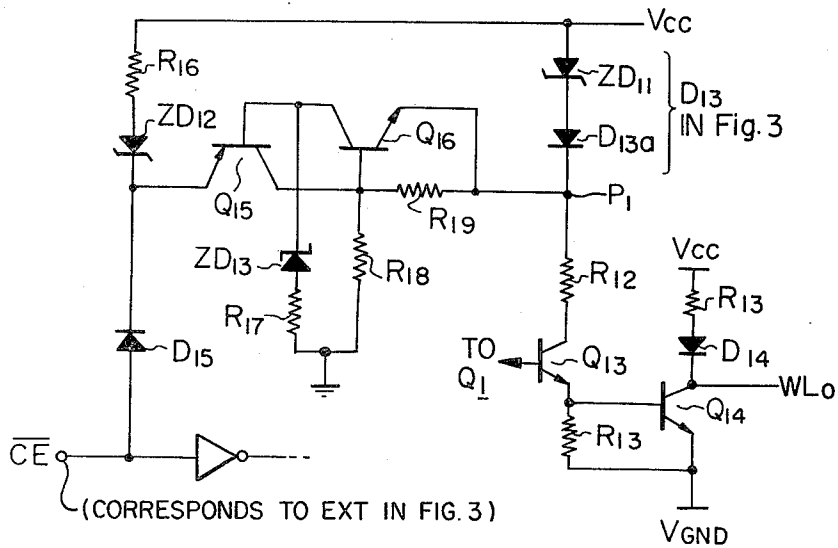 VCC
R16
ZD12
Q15
Q16
R19
ZD11
D13a
D13
IN Fig. 3
P1
ZD13
R17
R18
R12
D15
TO
Q1
Q13
R13
VCC
R13
D14
WL0
Q14
VGND
CE
(CORRESPONDS TO EXT IN FIG. 3)